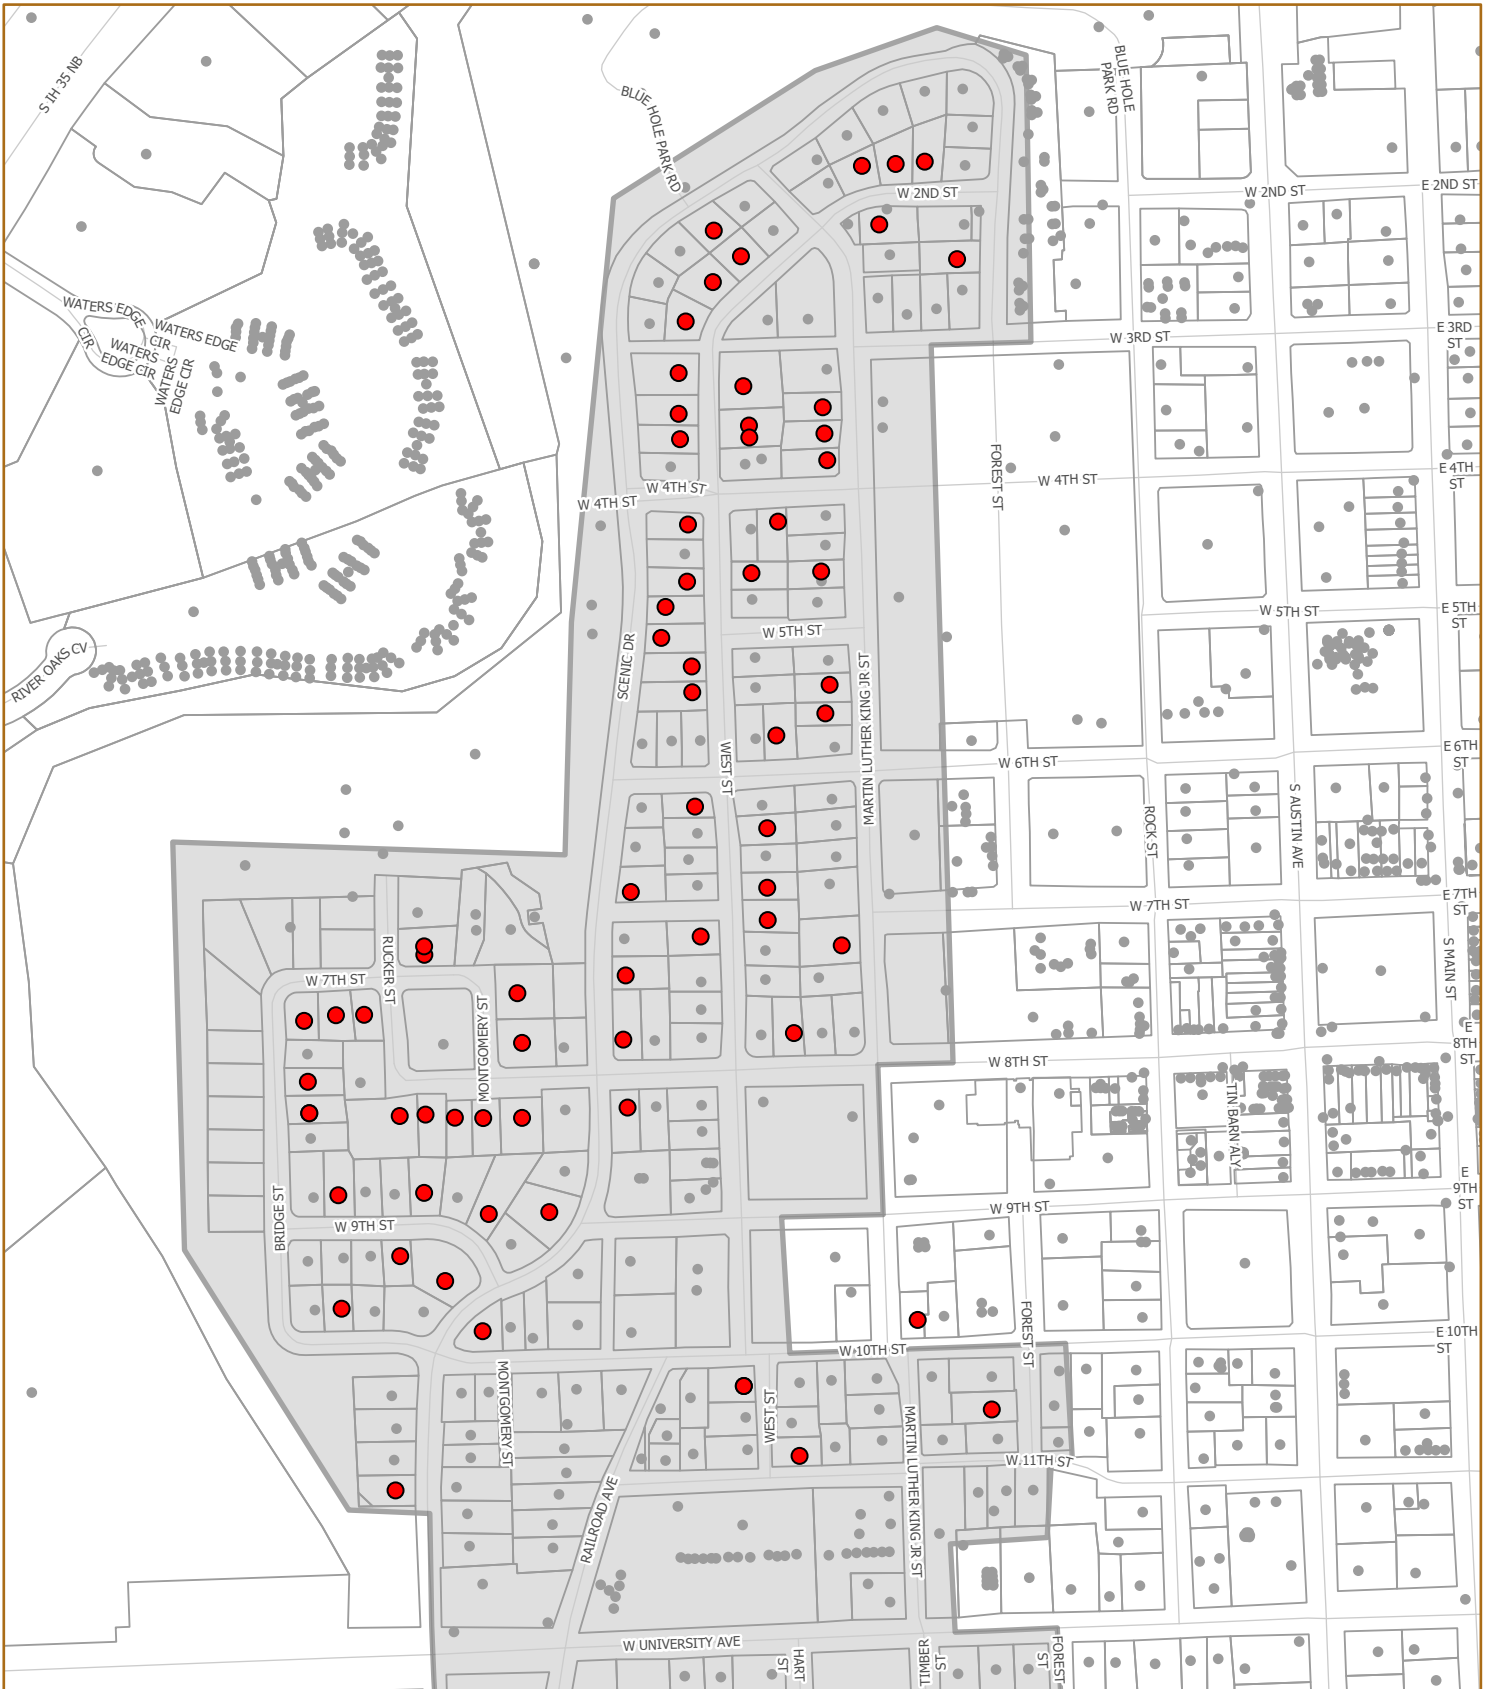 S IH 35 NB
BLUE HOLE PARK RD
BLUE HOLE
PARK RD
W 2ND ST
W 2ND ST
E 2ND ST
WATERS EDGE
CIR
WATERS EDGE
CIR
WATERS
EDGE CIR
WATERS
EDGE CIR
W 3RD ST
E 3RD
ST
FOREST ST
W 4TH ST
W 4TH ST
W 4TH ST
E 4TH
ST
W 5TH ST
W 5TH ST
E 5TH
ST
RIVER OAKS CV
SCENIC DR
MARTIN LUTHER KING JR ST
WEST ST
W 6TH ST
E 6TH
ST
ROCK ST
S AUSTIN AVE
W 7TH ST
E 7TH
ST
W 7TH ST
RUCKER ST
MONTGOMERY ST
S MAIN ST
W 8TH ST
E
8TH
ST
TIN BARN ALY
BRIDGE ST
W 9TH ST
W 9TH ST
E
9TH
ST
FOREST ST
W 10TH ST
E 10TH
ST
MONTGOMERY ST
WEST ST
MARTIN LUTHER KING JR ST
W 11TH ST
RAILROAD AVE
W UNIVERSITY AVE
HART
ST
TIMBER
ST
FOREST
ST